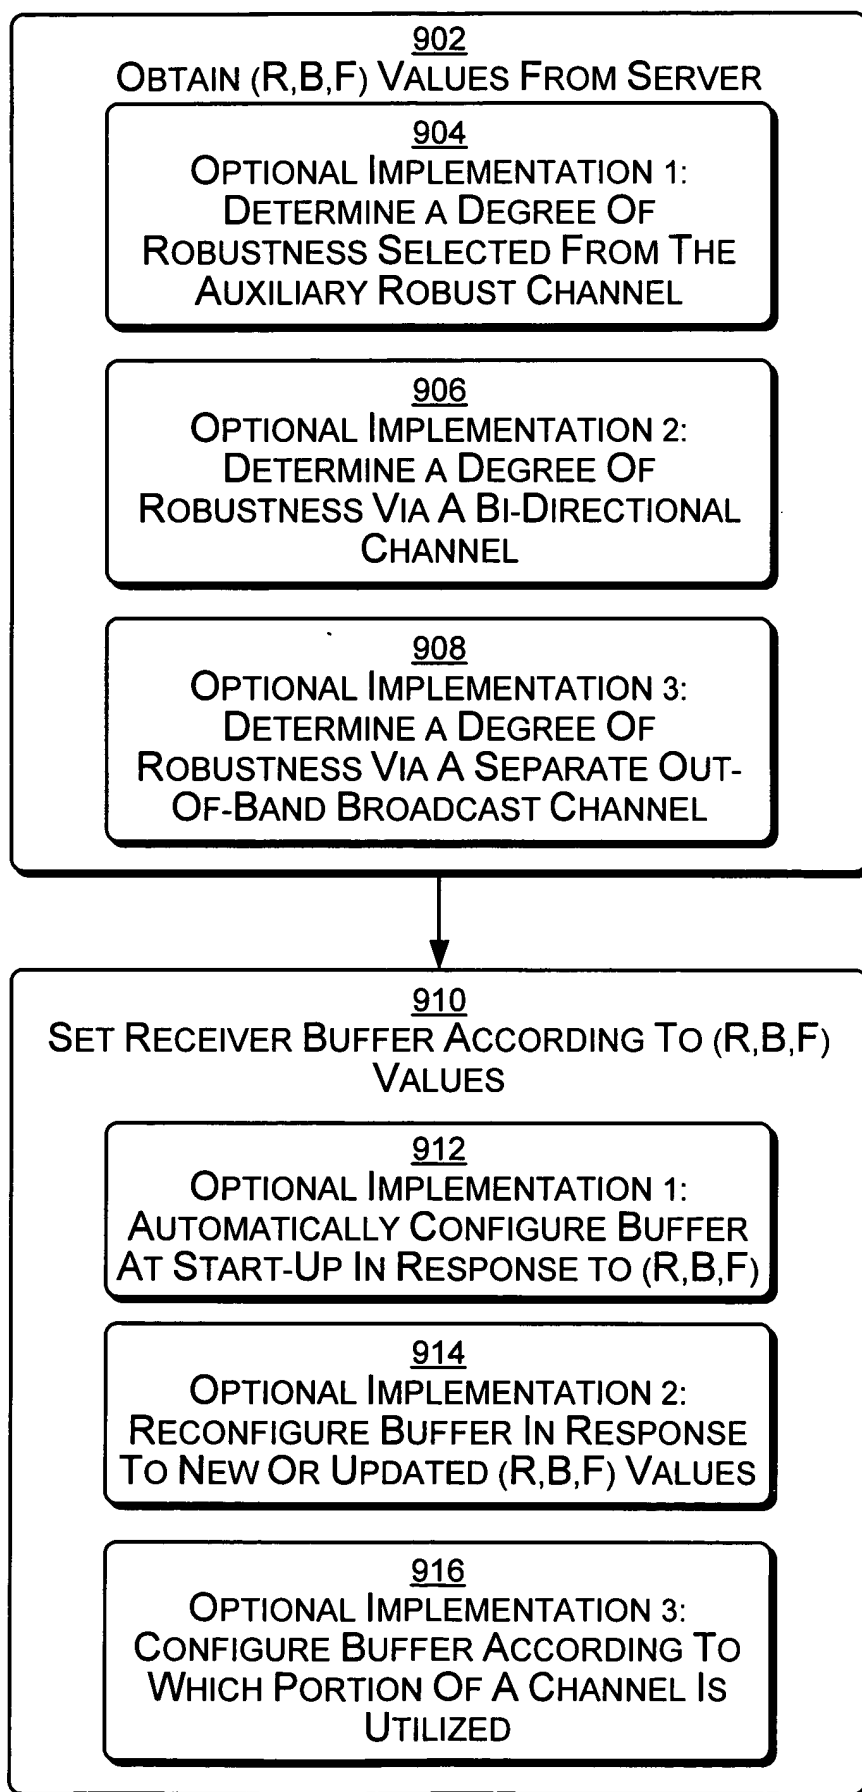 902
OBTAIN (R,B,F) VALUES FROM SERVER
904
OPTIONAL IMPLEMENTATION 1:
DETERMINE A DEGREE OF
ROBUSTNESS SELECTED FROM THE
AUXILIARY ROBUST CHANNEL
906
OPTIONAL IMPLEMENTATION 2:
DETERMINE A DEGREE OF
ROBUSTNESS VIA A BI-DIRECTIONAL
CHANNEL
908
OPTIONAL IMPLEMENTATION 3:
DETERMINE A DEGREE OF
ROBUSTNESS VIA A SEPARATE OUT-
OF-BAND BROADCAST CHANNEL
910
SET RECEIVER BUFFER ACCORDING TO (R,B,F)
VALUES
912
OPTIONAL IMPLEMENTATION 1:
AUTOMATICALLY CONFIGURE BUFFER
AT START-UP IN RESPONSE TO (R,B,F)
914
OPTIONAL IMPLEMENTATION 2:
RECONFIGURE BUFFER IN RESPONSE
TO NEW OR UPDATED (R,B,F) VALUES
916
OPTIONAL IMPLEMENTATION 3:
CONFIGURE BUFFER ACCORDING TO
WHICH PORTION OF A CHANNEL IS
UTILIZED